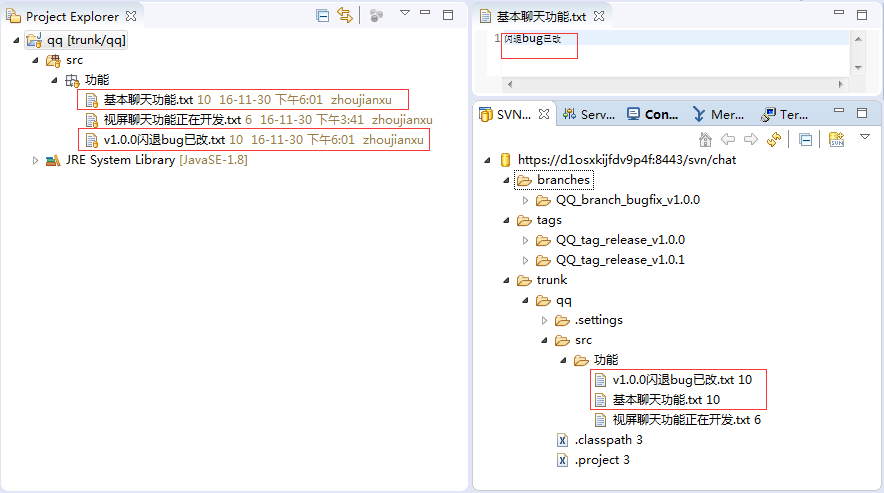 Project Explorer
qq [trunk/qq]
src
功能
基本聊天功能.txt 10 16-11-30 下午6:01 zhoujianxu
视屏聊天功能正在开发.txt 6 16-11-30 下午3:41 zhoujianxu
v1.0.0闪退bug已改.txt 10 16-11-30 下午6:01 zhoujianxu
JRE System Library [JavaSE-1.8]
基本聊天功能.txt
1闪退bug已改
SVN... Serv... Con... Mer... Ter...
https://d1osxkijfdv9p4f:8443/svn/chat
branches
QQ_branch_bugfix_v1.0.0
tags
QQ_tag_release_v1.0.0
QQ_tag_release_v1.0.1
trunk
qq
.settings
src
功能
v1.0.0闪退bug已改.txt 10
基本聊天功能.txt 10
视屏聊天功能正在开发.txt 6
.classpath 3
.project 3